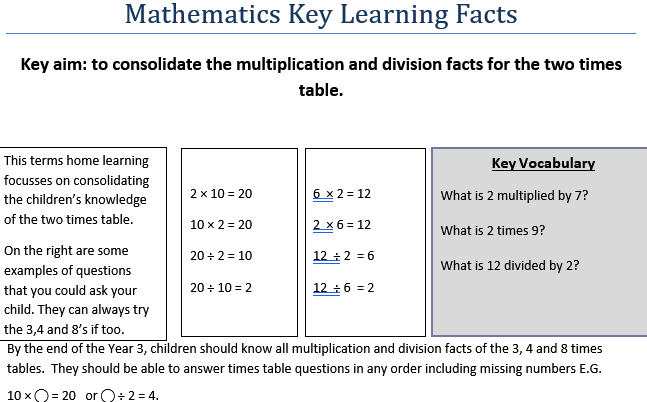 Mathematics Key Learning Facts
Key aim: to consolidate the multiplication and division facts for the two times
table.
This terms home learning
focusses on consolidating
the children's knowledge
of the two times table.
On the right are some
examples of questions
that you could ask your
child. They can always try
the 3,4 and 8's if too.
2 x 10 = 20
10 x 2 = 20
20 ÷ 2 = 10
20 ÷ 10 = 2
6 x 2 = 12
2 x 6 = 12
12 ÷ 2 = 6
12 ÷ 6 = 2
Key Vocabulary
What is 2 multiplied by 7?
What is 2 times 9?
What is 12 divided by 2?
By the end of the Year 3, children should know all multiplication and division facts of the 3, 4 and 8 times
tables. They should be able to answer times table questions in any order including missing numbers E.G.
10 x ◯ = 20 or ◯ ÷ 2 = 4.